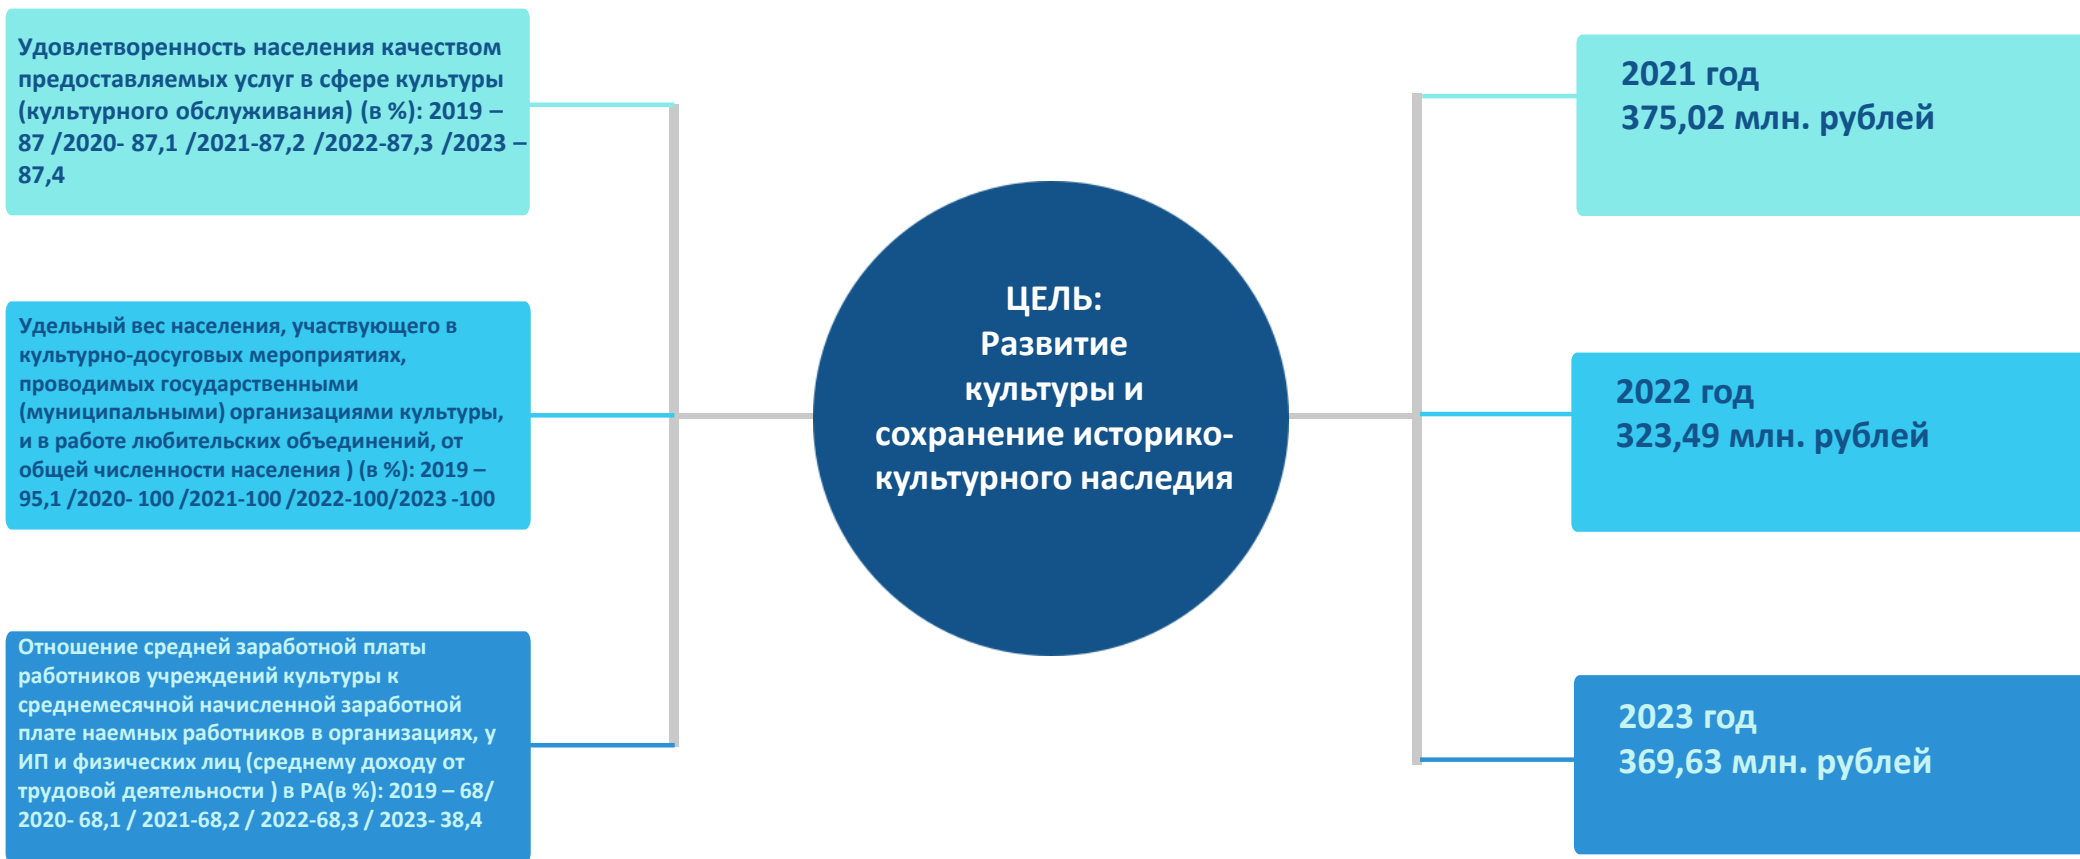 Удовлетворенность населения качеством
предоставляемых услуг в сфере культуры
(культурного обслуживания) (в %): 2019 –
87 /2020- 87,1 /2021-87,2 /2022-87,3 /2023 –
87,4
Удельный вес населения, участвующего в
культурно-досуговых мероприятиях,
проводимых государственными
(муниципальными) организациями культуры,
и в работе любительских объединений, от
общей численности населения ) (в %): 2019 –
95,1 /2020- 100 /2021-100 /2022-100/2023 -100
Отношение средней заработной платы
работников учреждений культуры к
среднемесячной начисленной заработной
плате наемных работников в организациях, у
ИП и физических лиц (среднему доходу от
трудовой деятельности ) в РА(в %): 2019 – 68/
2020- 68,1 / 2021-68,2 / 2022-68,3 / 2023- 38,4
ЦЕЛЬ:
Развитие
культуры и
сохранение историко-
культурного наследия
2021 год
375,02 млн. рублей
2022 год
323,49 млн. рублей
2023 год
369,63 млн. рублей